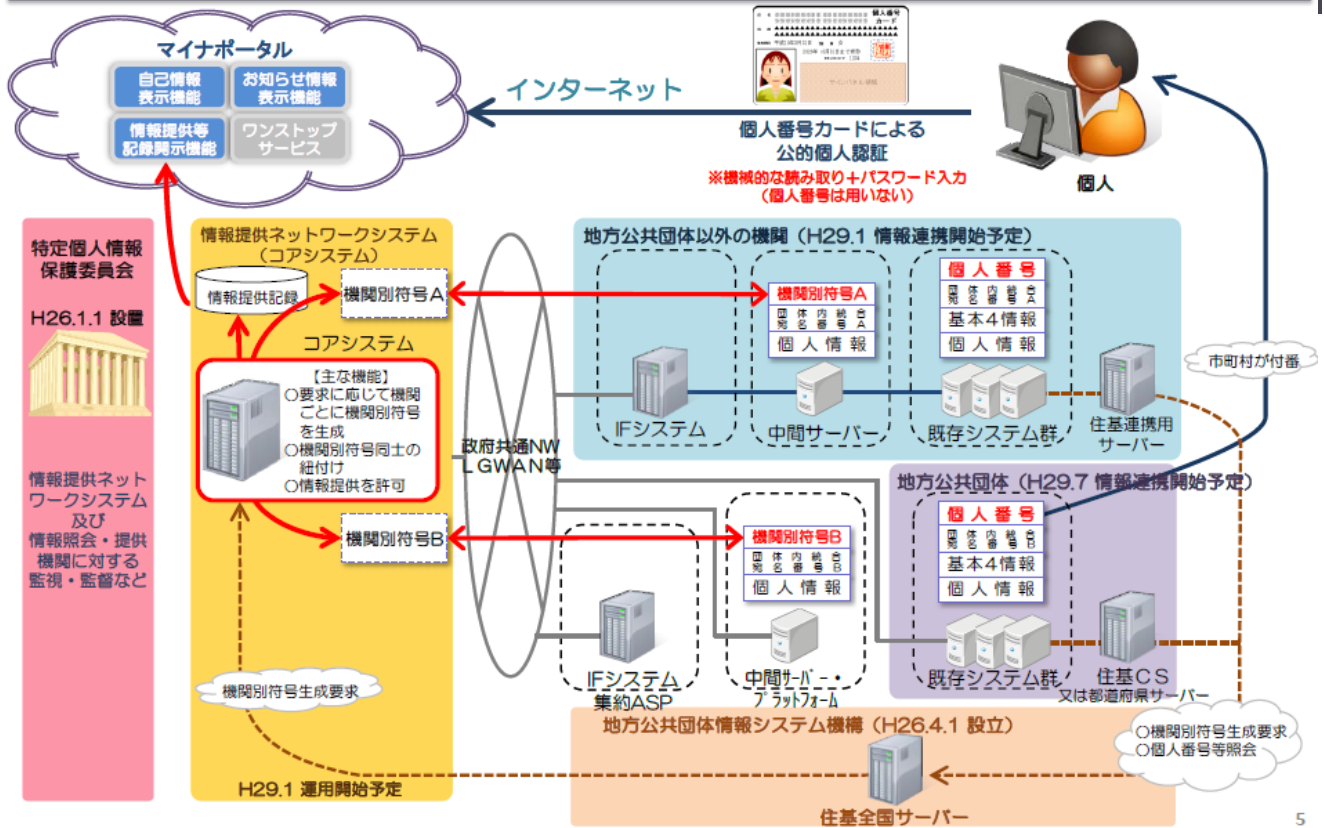 マイナポータル
自己情報
表示機能
お知らせ情報
表示機能
情報提供等
記録開示機能
ワンストップ
サービス
インターネット
個人番号
カード
個人番号カードによる
公的個人認証
※機械的な読み取り+パスワード入力
(個人番号は用いない)
個人
特定個人情報
保護委員会
H26.1.1 設置
情報提供ネット
ワークシステム
及び
情報照会・提供
機関に対する
監視・監督など
情報提供ネットワークシステム
(コアシステム)
情報提供記録
機関別符号A
コアシステム
【主な機能】
○要求に応じて機関
ごとに機関別符号
を生成
○機関別符号同士の
紐付け
○情報提供を許可
機関別符号B
機関別符号生成要求
H29.1 運用開始予定
政府共通NW
LGWAN等
地方公共団体以外の機関(H29.1 情報連携開始予定)
IFシステム
機関別符号A
団体内統合
宛名番号A
個人情報
中間サーバー
個人番号
団体内統合
宛名番号A
基本4情報
個人情報
既存システム群
住基連携用
サーバー
市町村が付番
IFシステム
集約ASP
機関別符号B
団体内統合
宛名番号B
個人情報
中間サーバー・
プラットフォーム
地方公共団体(H29.7 情報連携開始予定)
個人番号
団体内統合
宛名番号B
基本4情報
個人情報
既存システム群
住基CS
又は都道府県サーバー
○機関別符号生成要求
○個人番号等照会
地方公共団体情報システム機構(H26.4.1 設立)
住基全国サーバー
5